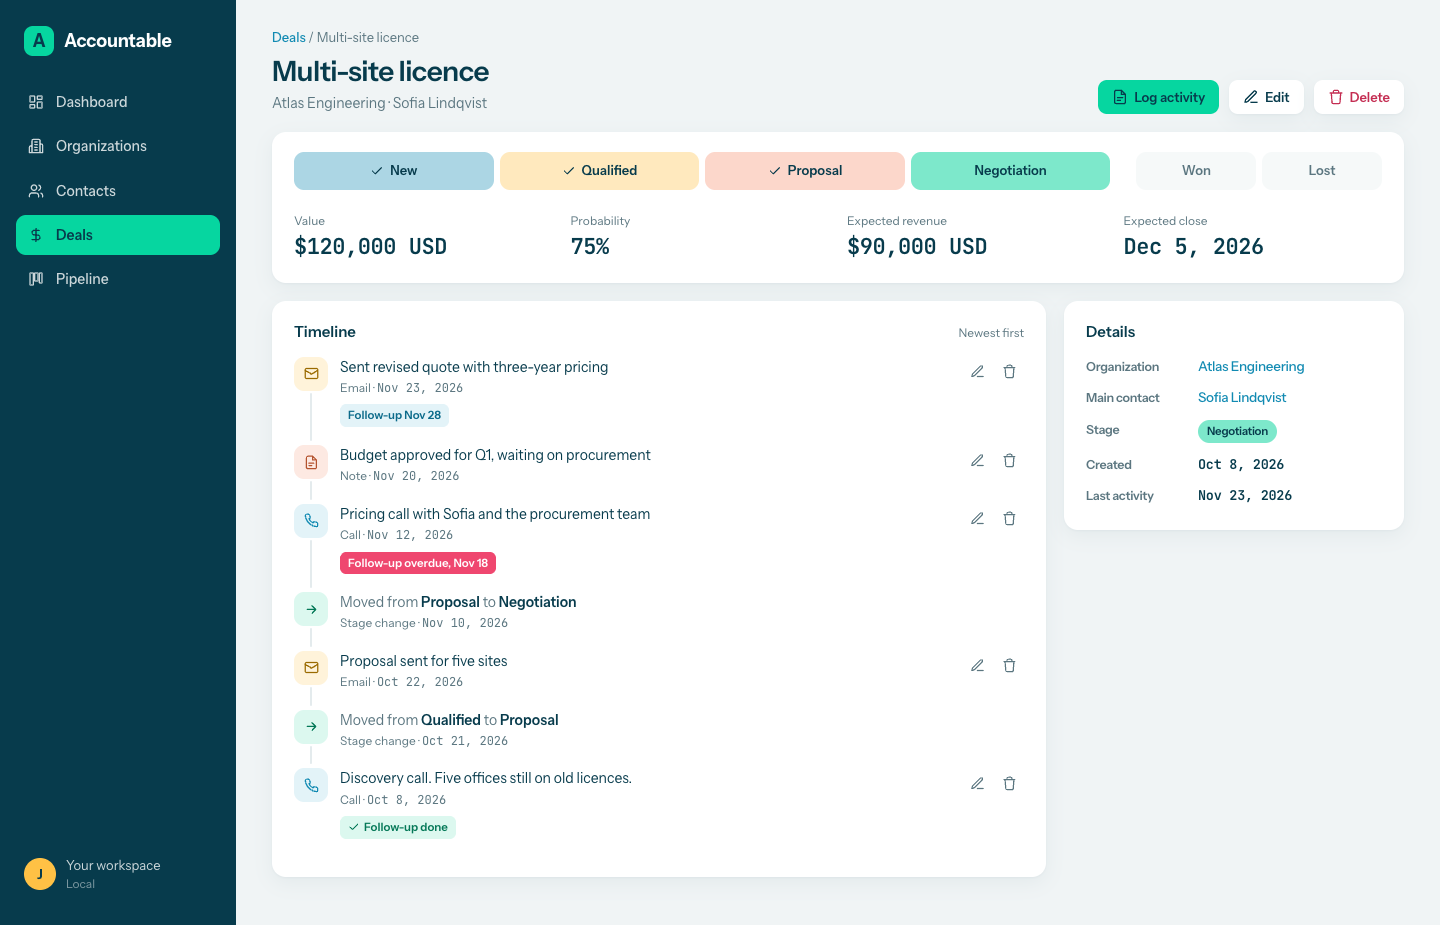 A Accountable
Dashboard
Organizations
Contacts
Deals
Pipeline
J
Your workspace
Local
Deals / Multi-site licence
Multi-site licence
Atlas Engineering · Sofia Lindqvist
Log activity
Edit
Delete
New
Qualified
Proposal
Negotiation
Won
Lost
Value
$120,000 USD
Probability
75%
Expected revenue
$90,000 USD
Expected close
Dec 5, 2026
Timeline
Newest first
Sent revised quote with three-year pricing
Email · Nov 23, 2026
Follow-up Nov 28
Budget approved for Q1, waiting on procurement
Note · Nov 20, 2026
Pricing call with Sofia and the procurement team
Call · Nov 12, 2026
Follow-up overdue, Nov 18
Moved from Proposal to Negotiation
Stage change · Nov 10, 2026
Proposal sent for five sites
Email · Oct 22, 2026
Moved from Qualified to Proposal
Stage change · Oct 21, 2026
Discovery call. Five offices still on old licences.
Call · Oct 8, 2026
Follow-up done
Details
Organization Atlas Engineering
Main contact Sofia Lindqvist
Stage Negotiation
Created Oct 8, 2026
Last activity Nov 23, 2026